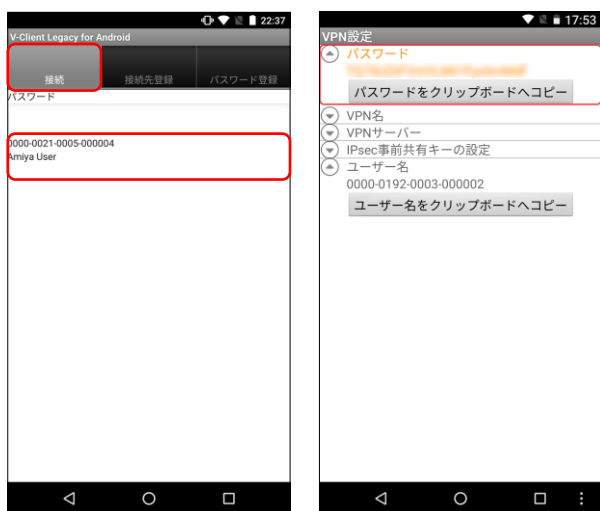 22:37
V-Client Legacy for Android
接続
接続先登録
パスワード登録
パスワード
0000-0021-0005-000004
Amiya User
17:53
VPN設定
パスワード
パスワードをクリップボードへコピー
VPN名
VPNサーバー
IPsec事前共有キーの設定
ユーザー名
0000-0192-0003-000002
ユーザー名をクリップボードへコピー